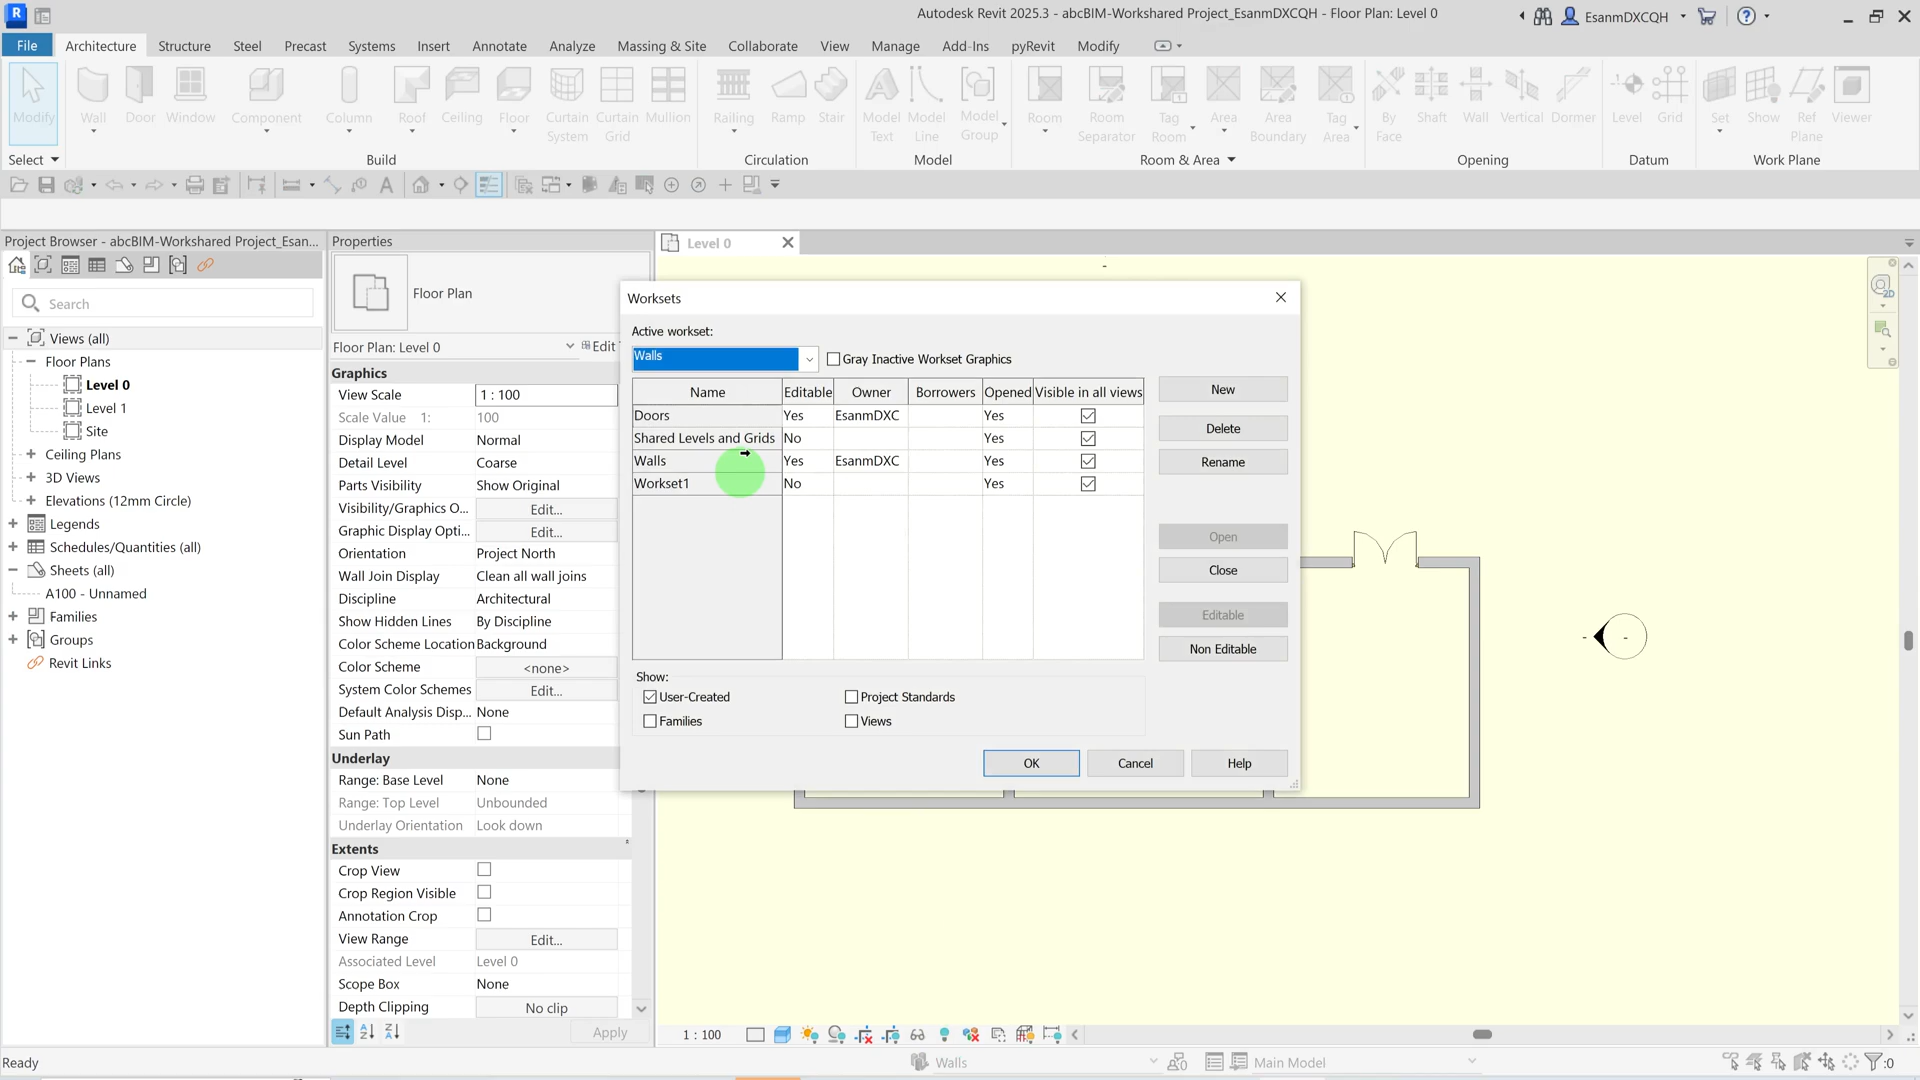 Autodesk Revit 2025.3 - abcBIM-Workshared Project_EsanmDXCQH - Floor Plan: Level 0
EsanmDXCQH
File Architecture Structure Steel Precast Systems Insert Annotate Analyze Massing & Site Collaborate View Manage Add-Ins pyRevit Modify
Modify Wall Door Window Component Column Roof Ceiling Floor Curtain System Curtain Grid Mullion Railing Ramp Stair Model Text Model Line Model Group Room Room Separator Tag Room Area Area Boundary Tag Area By Face Shaft Wall Vertical Dormer Level Grid Set Show Ref Plane Viewer
Select Build Circulation Model Room & Area Opening Datum Work Plane
Project Browser - abcBIM-Workshared Project_Esan...
Search
Views (all)
Floor Plans
Level 0
Level 1
Site
Ceiling Plans
3D Views
Elevations (12mm Circle)
Legends
Schedules/Quantities (all)
Sheets (all)
A100 - Unnamed
Families
Groups
Revit Links
Properties
Floor Plan
Floor Plan: Level 0 Edit
Graphics
View Scale 1 : 100
Scale Value 1: 100
Display Model Normal
Detail Level Coarse
Parts Visibility Show Original
Visibility/Graphics O... Edit...
Graphic Display Opti... Edit...
Orientation Project North
Wall Join Display Clean all wall joins
Discipline Architectural
Show Hidden Lines By Discipline
Color Scheme Location Background
Color Scheme <none>
System Color Schemes Edit...
Default Analysis Disp... None
Sun Path
Underlay
Range: Base Level None
Range: Top Level Unbounded
Underlay Orientation Look down
Extents
Crop View
Crop Region Visible
Annotation Crop
View Range Edit...
Associated Level Level 0
Scope Box None
Depth Clipping No clip
Apply
Level 0
Worksets
Active workset:
Walls
Gray Inactive Workset Graphics
Name Editable Owner Borrowers Opened Visible in all views
Doors Yes EsanmDXC Yes
Shared Levels and Grids No Yes
Walls Yes EsanmDXC Yes
Workset1 No Yes
New
Delete
Rename
Open
Close
Editable
Non Editable
Show:
User-Created Project Standards
Families Views
OK Cancel Help
2D
1 : 100
Ready
Walls
Main Model
:0